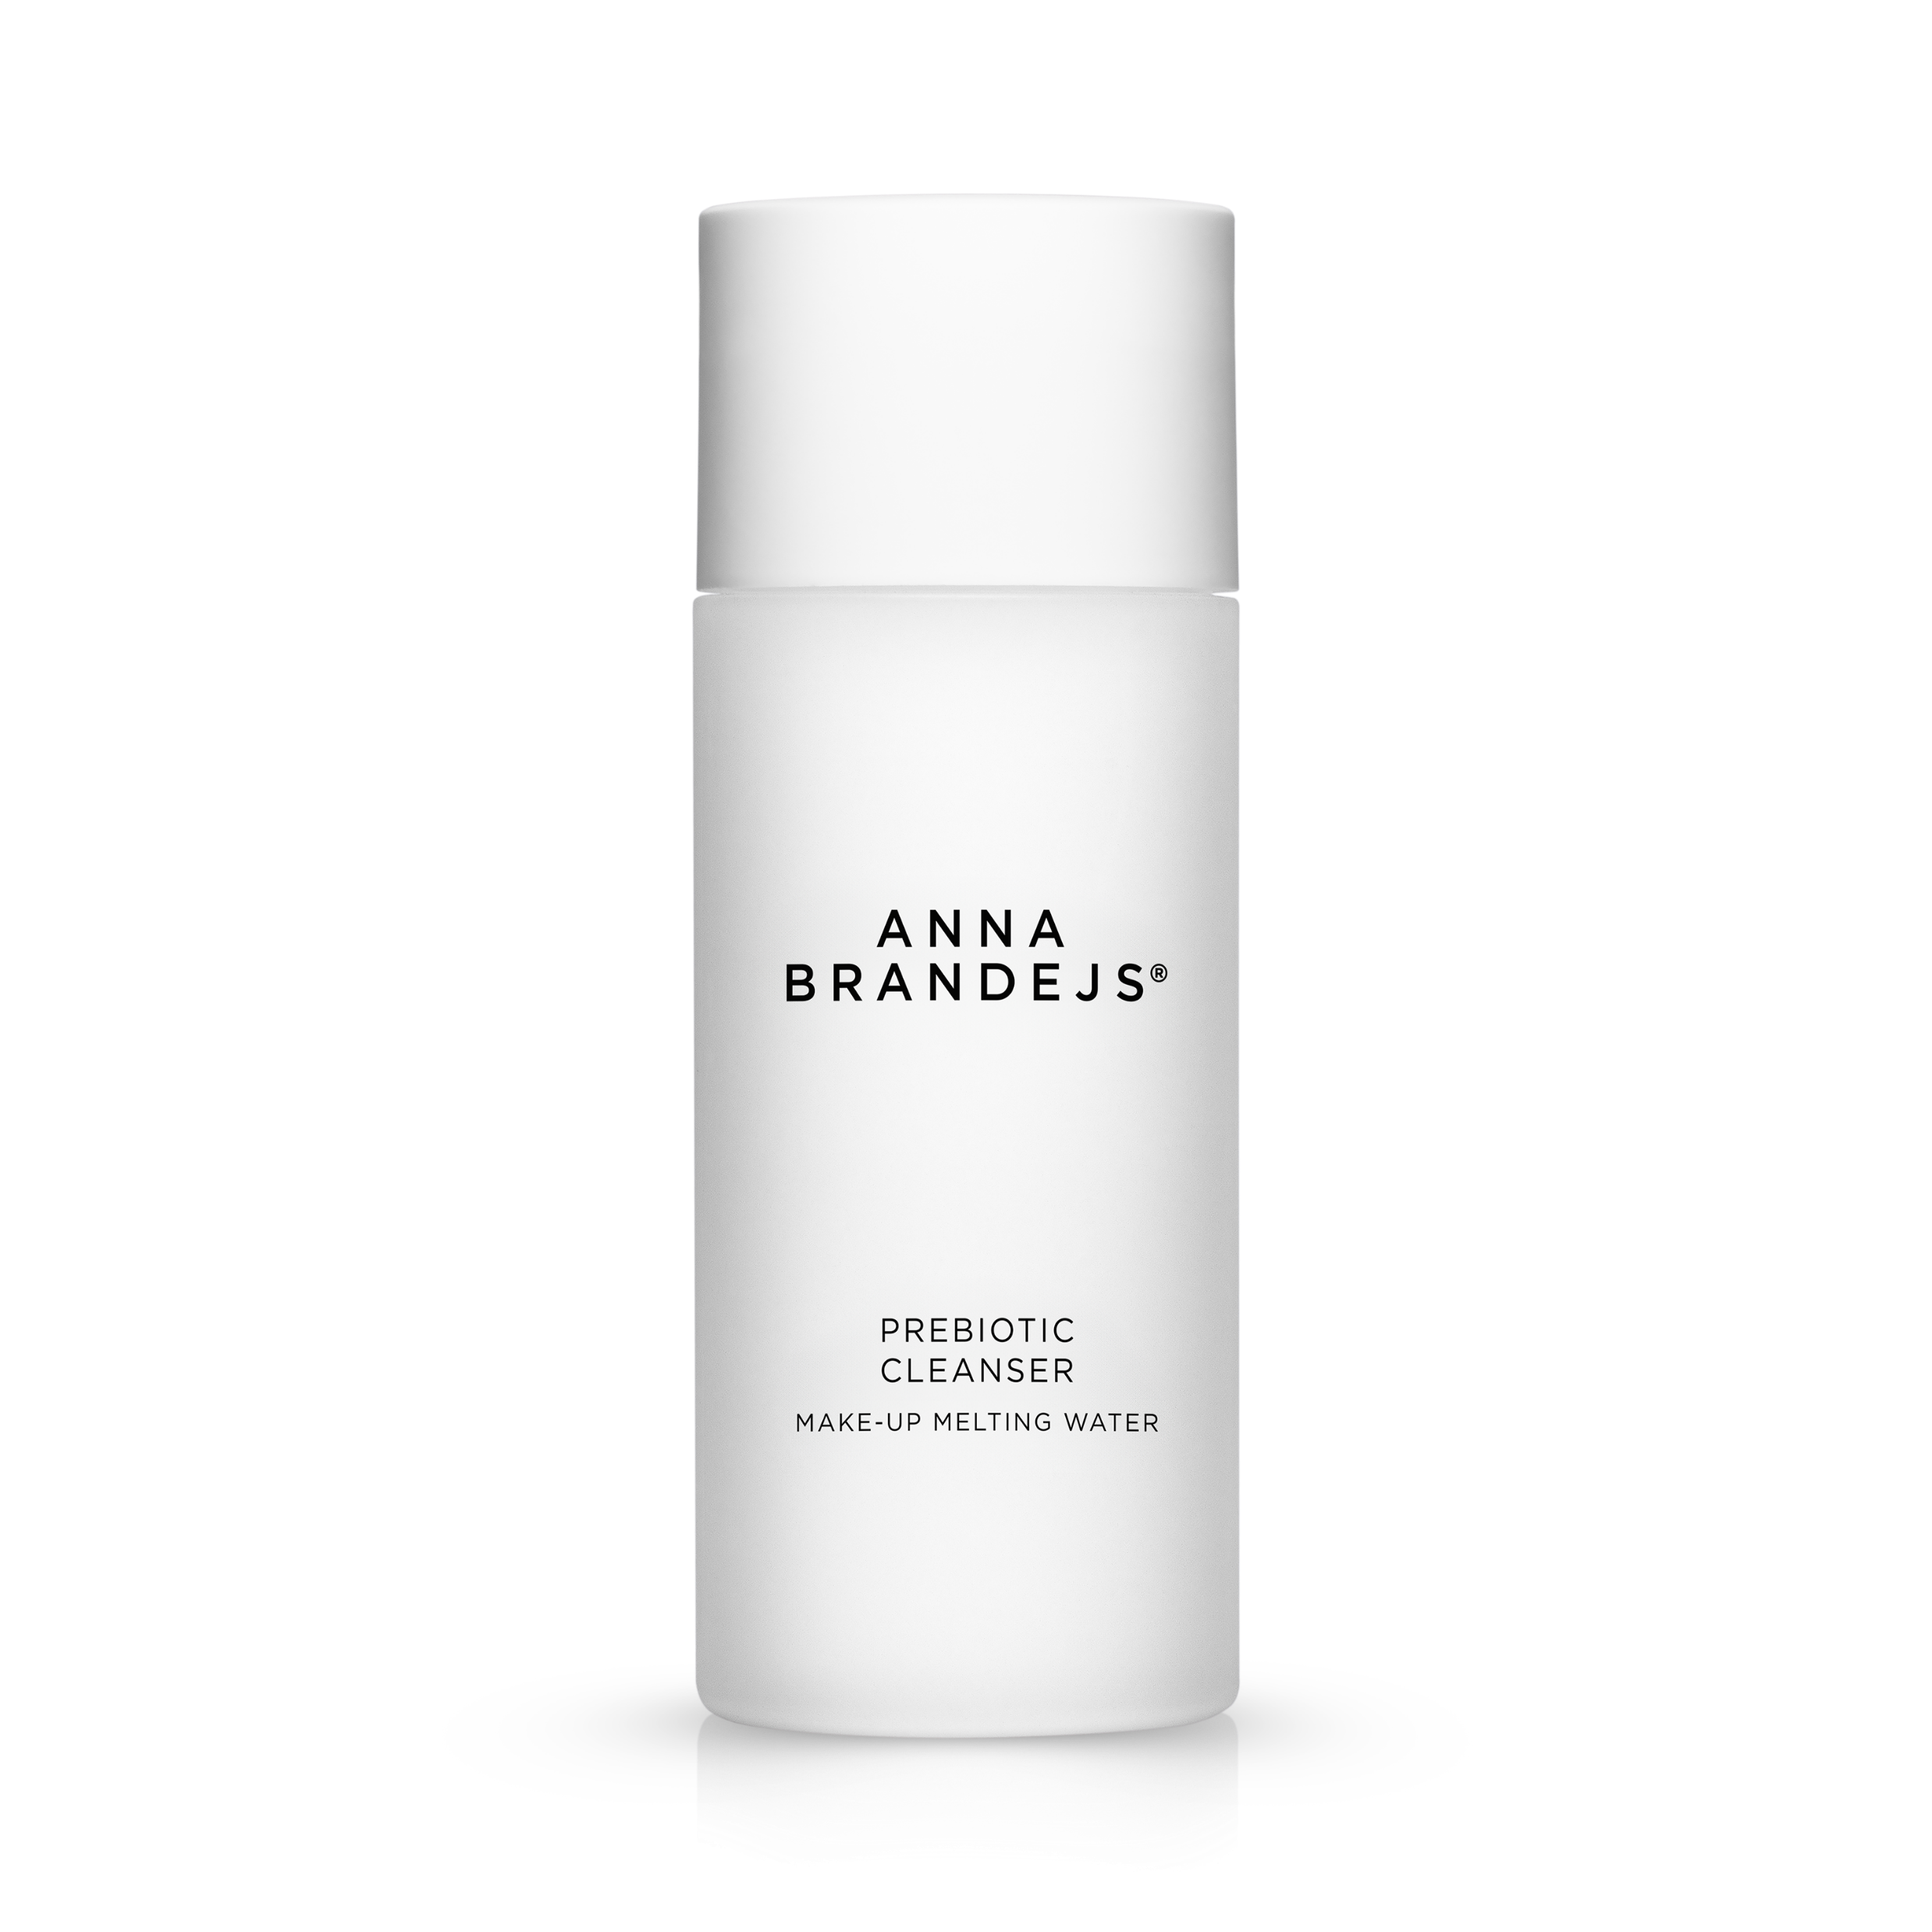 ANNA
BRANDEJS®
PREBIOTIC
CLEANSER
MAKE-UP MELTING WATER